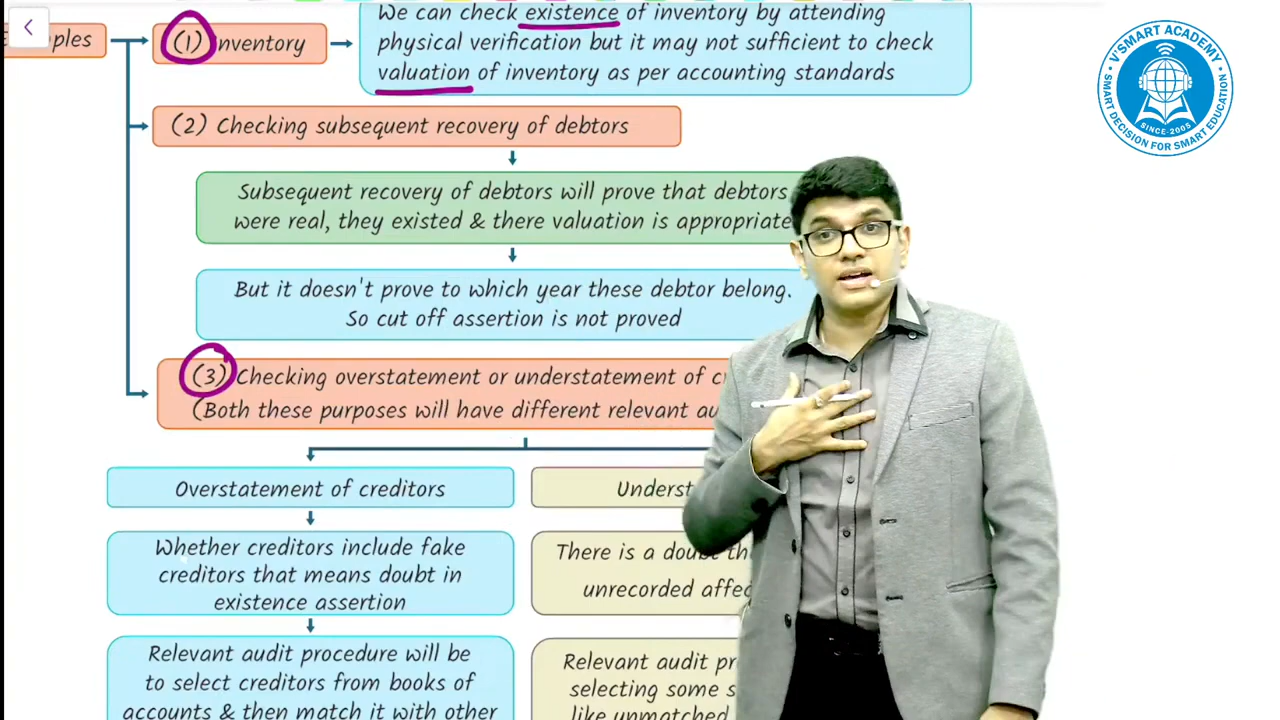 ples
(1) Inventory
We can check existence of inventory by attending
physical verification but it may not sufficient to check
valuation of inventory as per accounting standards
(2) Checking subsequent recovery of debtors
Subsequent recovery of debtors will prove that debtors
were real, they existed & there valuation is appropriate
But it doesn't prove to which year these debtor belong.
So cut off assertion is not proved
(3) Checking overstatement or understatement of
(Both these purposes will have different relevant
Overstatement of creditors
Whether creditors include fake
creditors that means doubt in
existence assertion
Relevant audit procedure will be
to select creditors from books of
accounts & then match it with other
There is a doubt
unrecorded
Relevant audit
selecting some
like unmatched
V'SMART ACADEMY
SINCE-2005
SMART DECISION FOR SMART EDUCATION